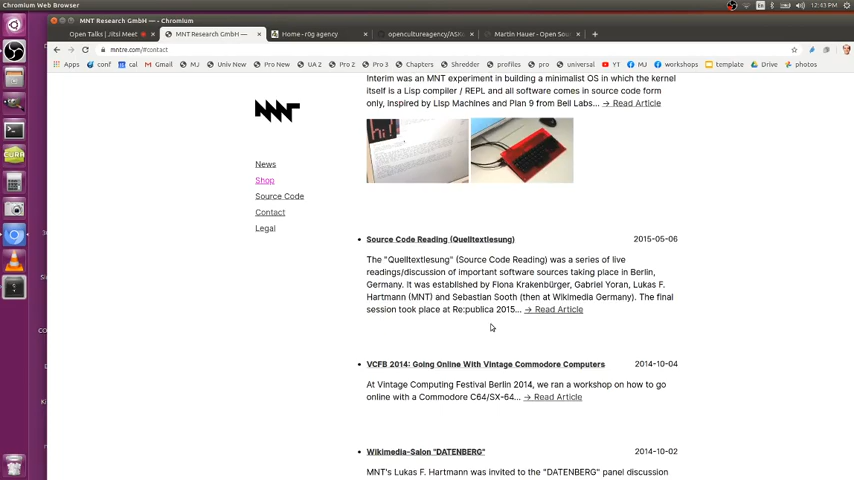 Chromium Web Browser
En
12:43 PM
MNT Research GmbH — - Chromium
Open Talks | Jitsi Meet
MNT Research GmbH —
Home - r0g agency
openculturagency/ASK
Martin Hauer - Open Sou
mntre.com/#contact
Apps
conf
cal
Gmail
MJ
Univ New
Pro New
UA 2
Pro 2
Pro 3
Chapters
Shredder
profiles
universal
YT
MJ
workshops
template
Drive
photos
MNT
News
Shop
Source Code
Contact
Legal
Interim was an MNT experiment in building a minimalist OS in which the kernel
itself is a Lisp compiler / REPL and all software comes in source code form
only, inspired by Lisp Machines and Plan 9 from Bell Labs... → Read Article
hi!
Source Code Reading (Quelltextlesung) 2015-05-06
The "Quelltextlesung" (Source Code Reading) was a series of live
readings/discussion of important software sources taking place in Berlin,
Germany. It was established by Fiona Krakenbürger, Gabriel Yoran, Lukas F.
Hartmann (MNT) and Sebastian Sooth (then at Wikimedia Germany). The final
session took place at Re:publica 2015... → Read Article
VCFB 2014: Going Online With Vintage Commodore Computers 2014-10-04
At Vintage Computing Festival Berlin 2014, we ran a workshop on how to go
online with a Commodore C64/SX-64... → Read Article
Wikimedia-Salon "DATENBERG" 2014-10-02
MNT's Lukas F. Hartmann was invited to the "DATENBERG" panel discussion